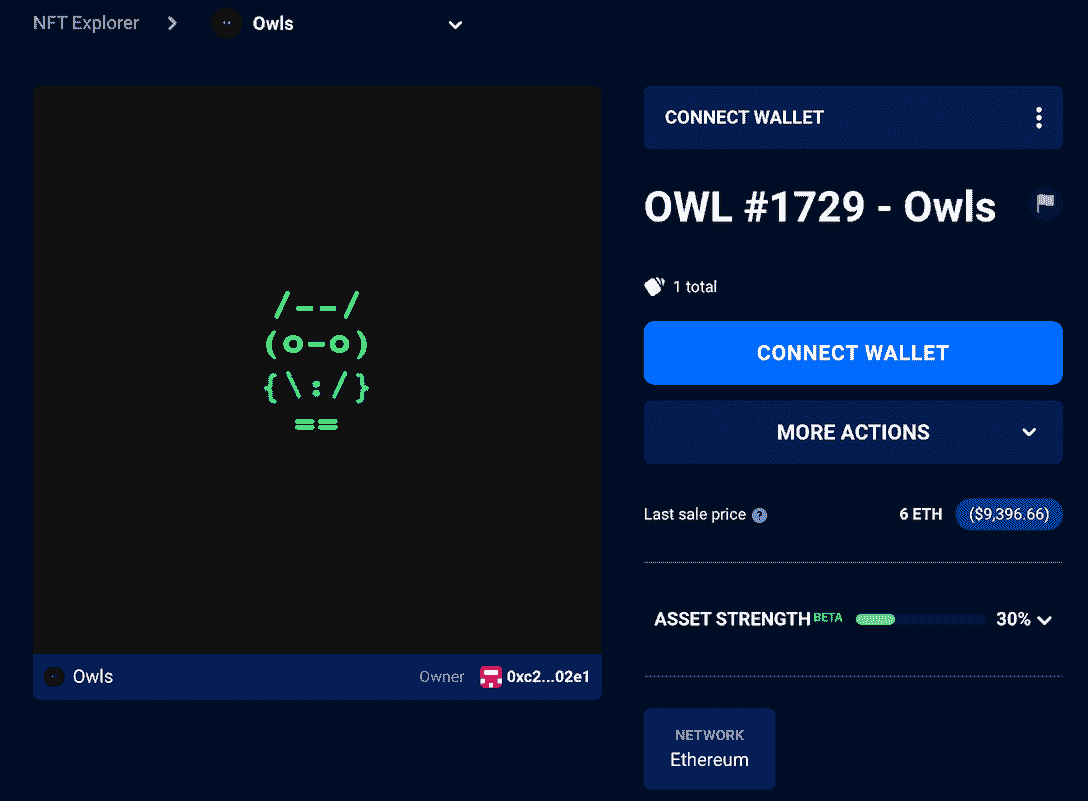 NFT Explorer > Owls
/--/
(o-o)
{\:/}
==
Owls
Owner 0xc2...02e1
CONNECT WALLET
OWL #1729 - Owls
1 total
CONNECT WALLET
MORE ACTIONS
Last sale price ? 6 ETH ($9,396.66)
ASSET STRENGTH BETA 30%
NETWORK
Ethereum